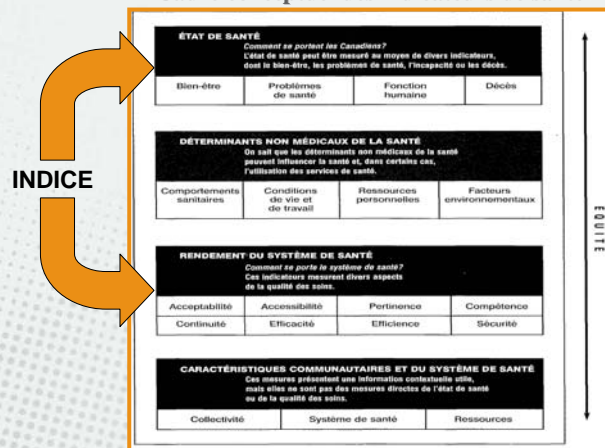 ÉTAT DE SANTÉ
Comment se portent les Canadiens?
L'état de santé peut être mesuré au moyen de divers indicateurs,
dont le bien-être, les problèmes de santé, l'incapacité ou les décès.
Bien-être
Problèmes
de santé
Fonction
humaine
Décès
DÉTERMINANTS NON MÉDICAUX DE LA SANTÉ
On sait que les déterminants non médicaux de la santé
peuvent influencer la santé et, dans certains cas,
l'utilisation des services de santé.
INDICE
Comportements
sanitaires
Conditions
de vie et
de travail
Ressources
personnelles
Facteurs
environnementaux
ÉQUITÉ
RENDEMENT DU SYSTÈME DE SANTÉ
Comment se porte le système de santé?
Ces indicateurs mesurent divers aspects
de la qualité des soins.
Acceptabilité
Accessibilité
Pertinence
Compétence
Continuité
Efficacité
Efficience
Sécurité
CARACTÉRISTIQUES COMMUNAUTAIRES ET DU SYSTÈME DE SANTÉ
Ces mesures présentent une information contextuelle utile,
mais elles ne sont pas des mesures directes de l'état de santé
ou de la qualité des soins.
Collectivité
Système de santé
Ressources